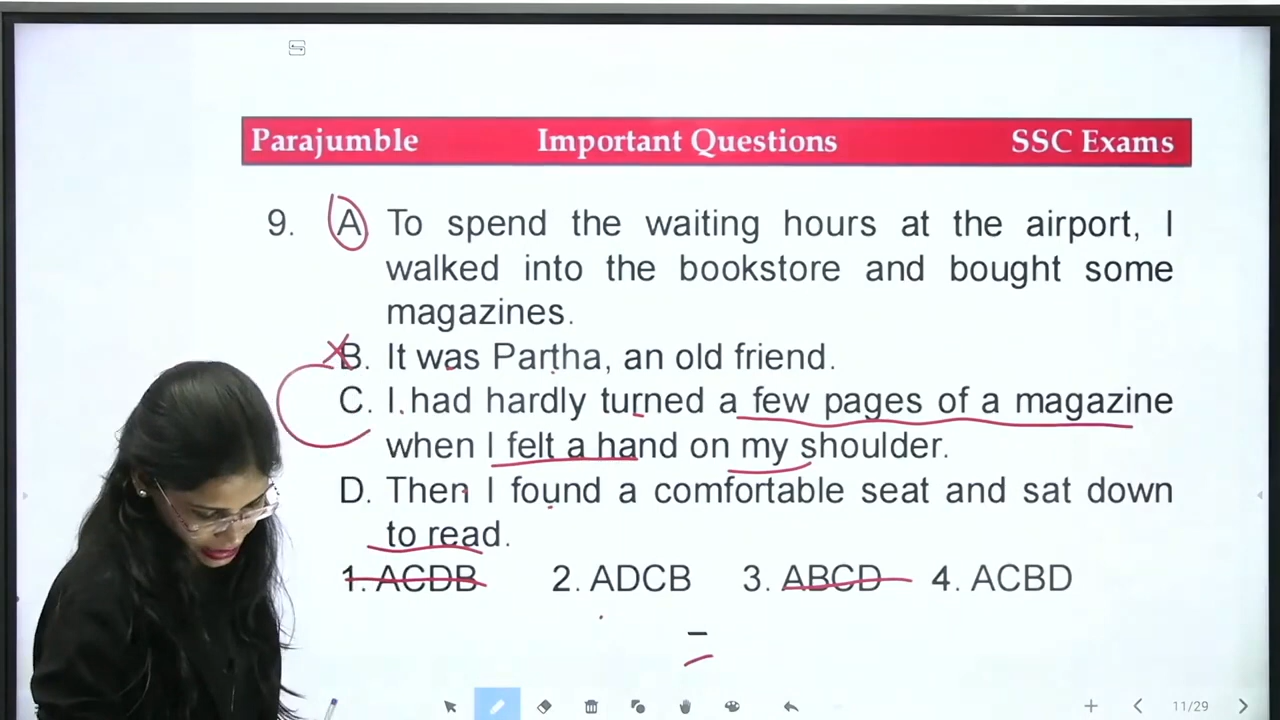 Parajumble Important Questions SSC Exams
9. A To spend the waiting hours at the airport, I
walked into the bookstore and bought some
magazines.
B. It was Partha, an old friend.
C. I had hardly turned a few pages of a magazine
when I felt a hand on my shoulder.
D. Then I found a comfortable seat and sat down
to read.
1. ACDB 2. ADCB 3. ABCD 4. ACBD
11/29